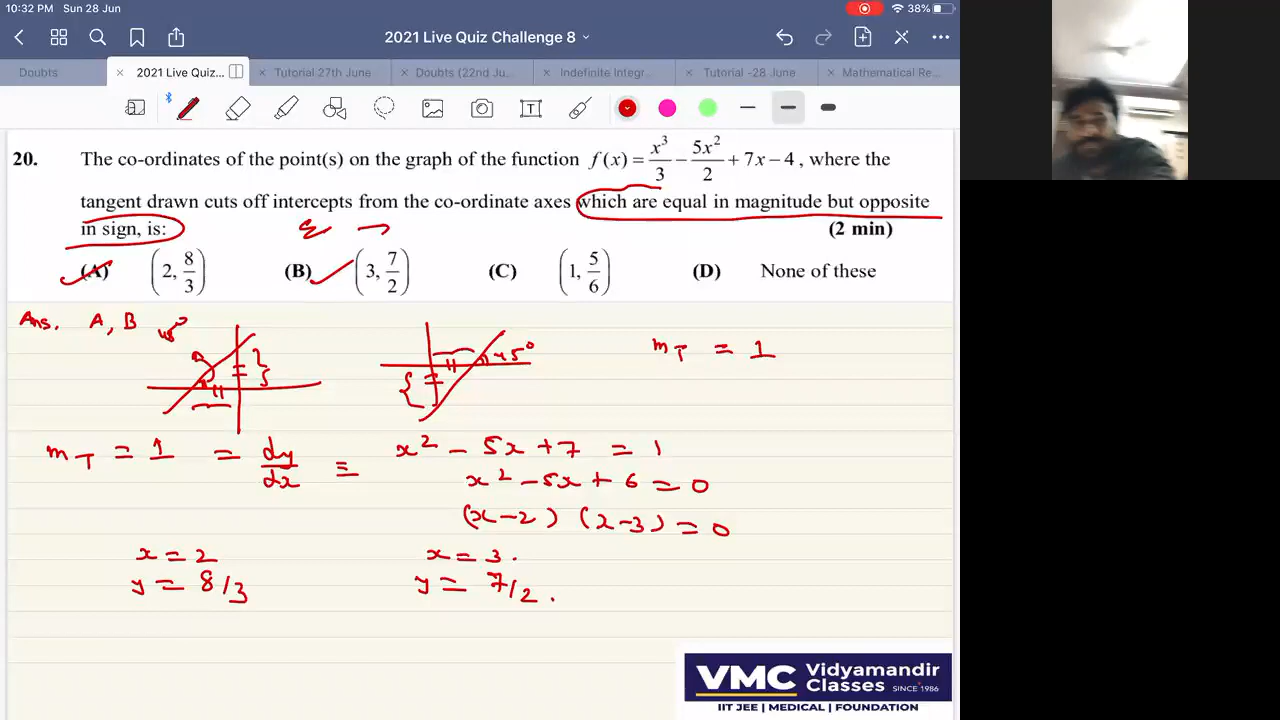 10:32 PM Sun 28 Jun 38%
2021 Live Quiz Challenge 8
Doubts
2021 Live Quiz...
Tutorial 27th June
Doubts (22nd Ju...
Indefinite Integr...
Tutorial -28 June
Mathematical Re...
20. The co-ordinates of the point(s) on the graph of the function f(x) = x³/3 − 5x²/2 + 7x − 4, where the
tangent drawn cuts off intercepts from the co-ordinate axes which are equal in magnitude but opposite
in sign, is: (2 min)
(A) (2, 8/3) (B) (3, 7/2) (C) (1, 5/6) (D) None of these
Ans. A, B
45°
45°
m_T = 1
m_T = 1 = dy/dx = x² − 5x + 7 = 1
x² − 5x + 6 = 0
(x − 2) (x − 3) = 0
x = 2 x = 3.
y = 8/3 y = 7/2.
VMC Vidyamandir Classes SINCE 1986
IIT JEE | MEDICAL | FOUNDATION